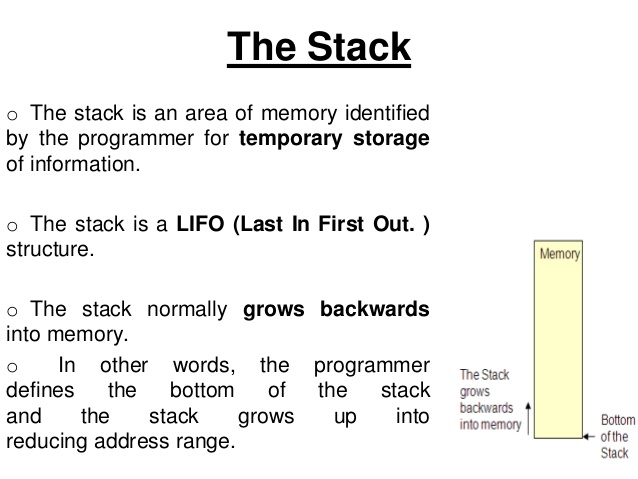 The Stack
o The stack is an area of memory identified
by the programmer for temporary storage
of information.
o The stack is a LIFO (Last In First Out. )
structure.
o The stack normally grows backwards
into memory.
o In other words, the programmer
defines the bottom of the stack
and the stack grows up into
reducing address range.
Memory
The Stack
grows
backwards
into memory
Bottom
of the
Stack